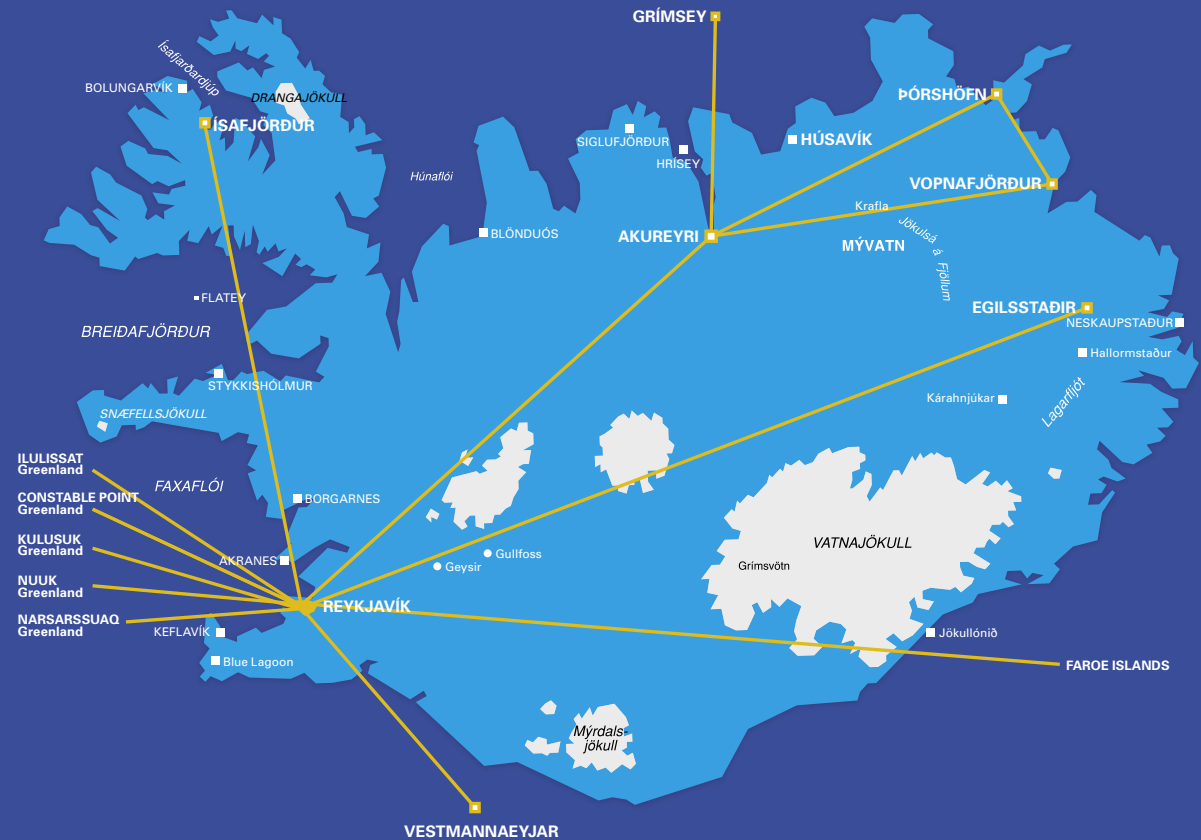 GRÍMSEY
Ísafjarðardjúp
BOLUNGARVÍK
DRANGAJÖKULL
ÍSAFJÖRÐUR
ÞÓRSHÖFN
SIGLUFJÖRÐUR
HRÍSEY
HÚSAVÍK
Húnaflói
VOPNAFJÖRÐUR
Krafla
BLÖNDUÓS
AKUREYRI
MÝVATN
Jökulsá á Fjöllum
FLATEY
EGILSSTAÐIR
NESKAUPSTAÐUR
BREIÐAFJÖRÐUR
Hallormstaður
STYKKISHÓLMUR
Kárahnjúkar
Lagarfljót
SNÆFELLSJÖKULL
ILULISSAT
Greenland
FAXAFLÓI
CONSTABLE POINT
Greenland
BORGARNES
KULUSUK
Greenland
AKRANES
Gullfoss
Geysir
VATNAJÖKULL
Grímsvötn
NUUK
Greenland
REYKJAVÍK
NARSARSSUAQ
Greenland
KEFLAVÍK
Jökullónið
Blue Lagoon
FAROE ISLANDS
Mýrdals-
jökull
VESTMANNAEYJAR